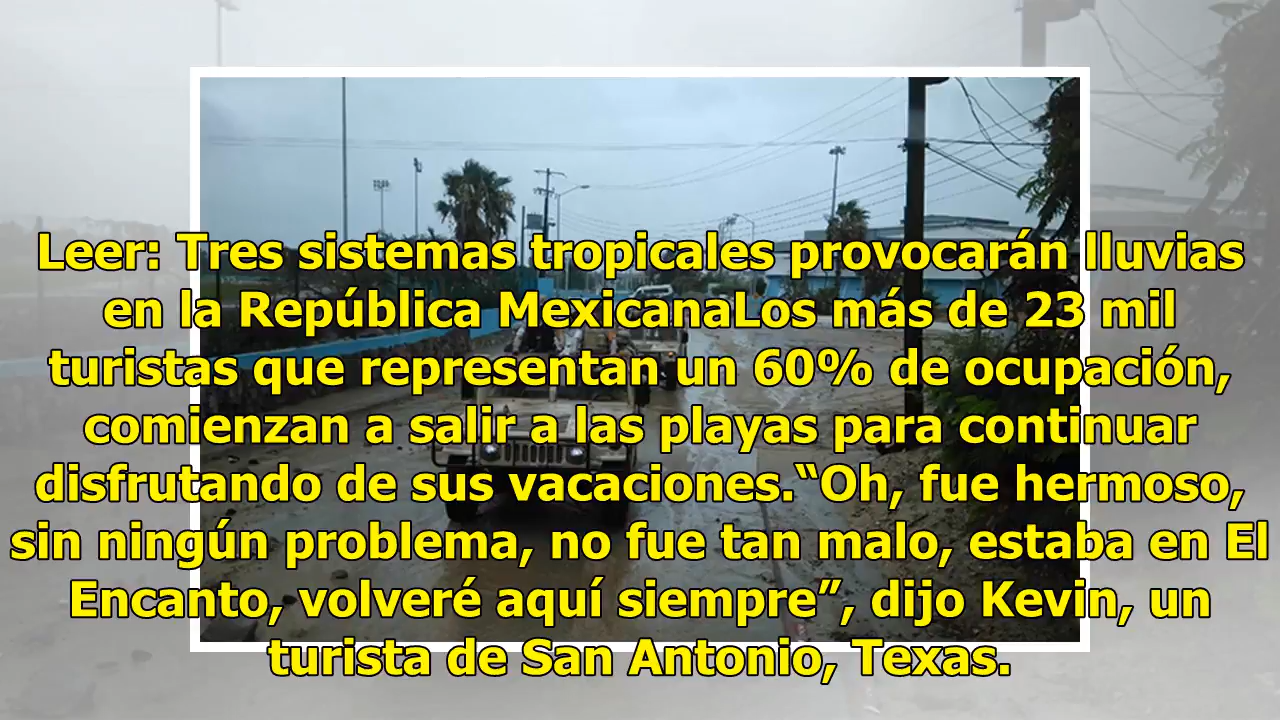 Leer: Tres sistemas tropicales provocarán lluvias
en la República MexicanaLos más de 23 mil
turistas que representan un 60% de ocupación,
comienzan a salir a las playas para continuar
disfrutando de sus vacaciones.“Oh, fue hermoso,
sin ningún problema, no fue tan malo, estaba en El
Encanto, volveré aquí siempre”, dijo Kevin, un
turista de San Antonio, Texas.